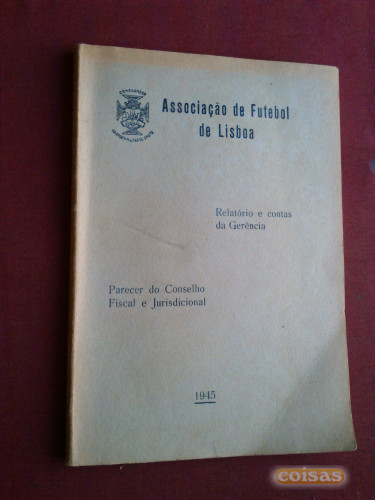 Associação de Futebol
de Lisboa
Relatório e contas
da Gerência
Parecer do Conselho
Fiscal e Jurisdicional
1945
coisas